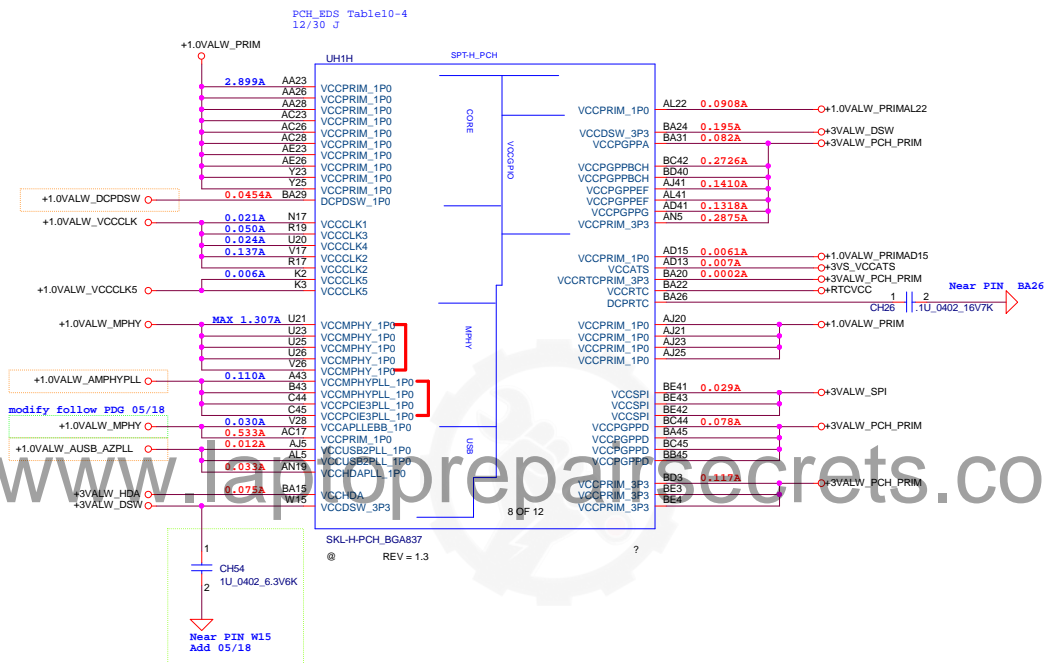 PCH_EDS Table10-4
12/30 J
+1.0VALW_PRIM
UH1H
SPT-H_PCH
2.899A AA23 VCCPRIM_1P0
AA26 VCCPRIM_1P0
AA28 VCCPRIM_1P0
AC23 VCCPRIM_1P0
AC26 VCCPRIM_1P0
AC28 VCCPRIM_1P0
AE23 VCCPRIM_1P0
AE26 VCCPRIM_1P0
Y23 VCCPRIM_1P0
Y25 VCCPRIM_1P0
+1.0VALW_DCPDSW 0.0454A BA29 DCPDSW_1P0
+1.0VALW_VCCCLK 0.021A N17 VCCCLK1
0.050A R19 VCCCLK3
0.024A U20 VCCCLK4
0.137A V17 VCCCLK2
R17 VCCCLK2
0.006A K2 VCCCLK5
+1.0VALW_VCCCLK5 K3 VCCCLK5
+1.0VALW_MPHY MAX 1.307A U21 VCCMPHY_1P0
U23 VCCMPHY_1P0
U25 VCCMPHY_1P0
U26 VCCMPHY_1P0
V26 VCCMPHY_1P0
+1.0VALW_AMPHYPLL 0.110A A43 VCCMPHYPLL_1P0
B43 VCCMPHYPLL_1P0
C44 VCCPCIE3PLL_1P0
C45 VCCPCIE3PLL_1P0
modify follow PDG 05/18
+1.0VALW_MPHY 0.030A V28 VCCAPLLEBB_1P0
0.533A AC17 VCCPRIM_1P0
+1.0VALW_AUSB_AZPLL 0.012A AJ5 VCCUSB2PLL_1P0
AL5 VCCUSB2PLL_1P0
0.033A AN19 VCCHDAPLL_1P0
+3VALW_HDA 0.075A BA15 VCCHDA
+3VALW_DSW W15 VCCDSW_3P3
CORE
VCCGPIO
MPHY
USB
VCCPRIM_1P0 AL22 0.0908A +1.0VALW_PRIMAL22
VCCDSW_3P3 BA24 0.195A +3VALW_DSW
VCCPGPPA BA31 0.082A +3VALW_PCH_PRIM
VCCPGPPBCH BC42 0.2726A
VCCPGPPBCH BD40
VCCPGPPEF AJ41 0.1410A
VCCPGPPEF AL41
VCCPGPPG AD41 0.1318A
VCCPRIM_3P3 AN5 0.2875A
VCCPRIM_1P0 AD15 0.0061A +1.0VALW_PRIMAD15
VCCATS AD13 0.007A +3VS_VCCATS
VCCRTCPRIM_3P3 BA20 0.0002A +3VALW_PCH_PRIM
VCCRTC BA22 +RTCVCC
DCPRTC BA26
Near PIN BA26
1 2
CH26 .1U_0402_16V7K
VCCPRIM_1P0 AJ20 +1.0VALW_PRIM
VCCPRIM_1P0 AJ21
VCCPRIM_1P0 AJ23
VCCPRIM_1P0 AJ25
VCCSPI BE41 0.029A +3VALW_SPI
VCCSPI BE43
VCCSPI BE42
VCCPGPPD BC44 0.078A +3VALW_PCH_PRIM
VCCPGPPD BA45
VCCPGPPD BC45
VCCPGPPD BB45
VCCPRIM_3P3 BD3 0.117A +3VALW_PCH_PRIM
VCCPRIM_3P3 BE3
VCCPRIM_3P3 BE4
www.laptoprepairsecrets.co
8 OF 12
SKL-H-PCH_BGA837
@ REV = 1.3 ?
1
CH54
1U_0402_6.3V6K
2
Near PIN W15
Add 05/18